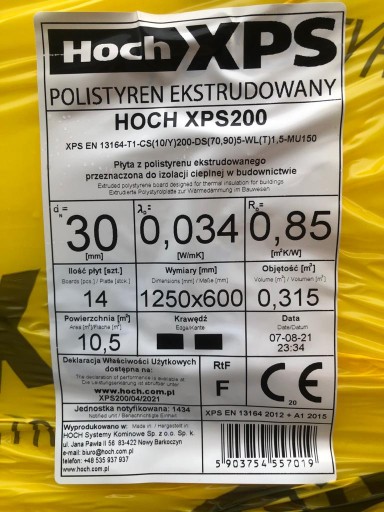 Hoch XPS
POLISTYREN EKSTRUDOWANY
HOCH XPS200
XPS EN 13164-T1-CS(10/Y)200-DS(70,90)5-WL(T)1,5-MU150
Płyta z polistyrenu ekstrudowanego
przeznaczona do izolacji cieplnej w budownictwie
Extruded polystyrene board designed for thermal insulation for buildings
Extrudierte Polystyrolplatte zur Wärmedammung im Bauwesen
dN 30 [mm]
λD 0,034 [W/mK]
RD 0,85 [m²K/W]
Ilość płyt [szt.]
Boards [pcs.] / Platte [stck.]
14
Wymiary [mm]
Dimensions [mm] / Maße [mm]
1250x600
Objętość [m³]
Volume [m³] / Volumen [m³]
0,315
Powierzchnia [m²]
Area [m²]/Flache [m²]
10,5
Krawędź
Edge/Kante
Data
Date/Datum
07-08-21
23:34
Deklaracja Właściwości Użytkowych
dostępna na:
The declaration of performance is available at:
Die Leistungserklärung ist abrufbar unter:
www.hoch.com.pl
XPS200/04/2021
RtF
F
CE
20
Jednostka notyfikowana: 1434
Notified unit / Benachrichtigte Einheit
XPS EN 13164 2012 + A1 2015
Wyprodukowano w: Made in / Hergestellt in
HOCH Systemy Kominowe Sp. z o.o. Sp. k.
ul. Jana Pawła II 56 83-422 Nowy Barkoczyn
e-mail: biuro@hoch.com.pl
telefon: +48 535 937 937
www.hoch.com.pl
5903754557019